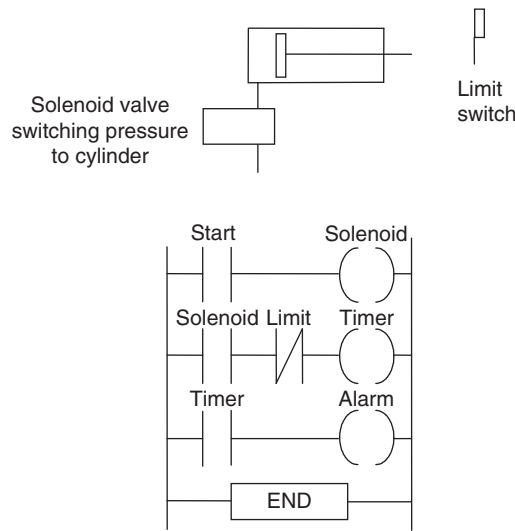 Solenoid valve
switching pressure
to cylinder
Limit
switch
Start Solenoid
Solenoid Limit Timer
Timer Alarm
END